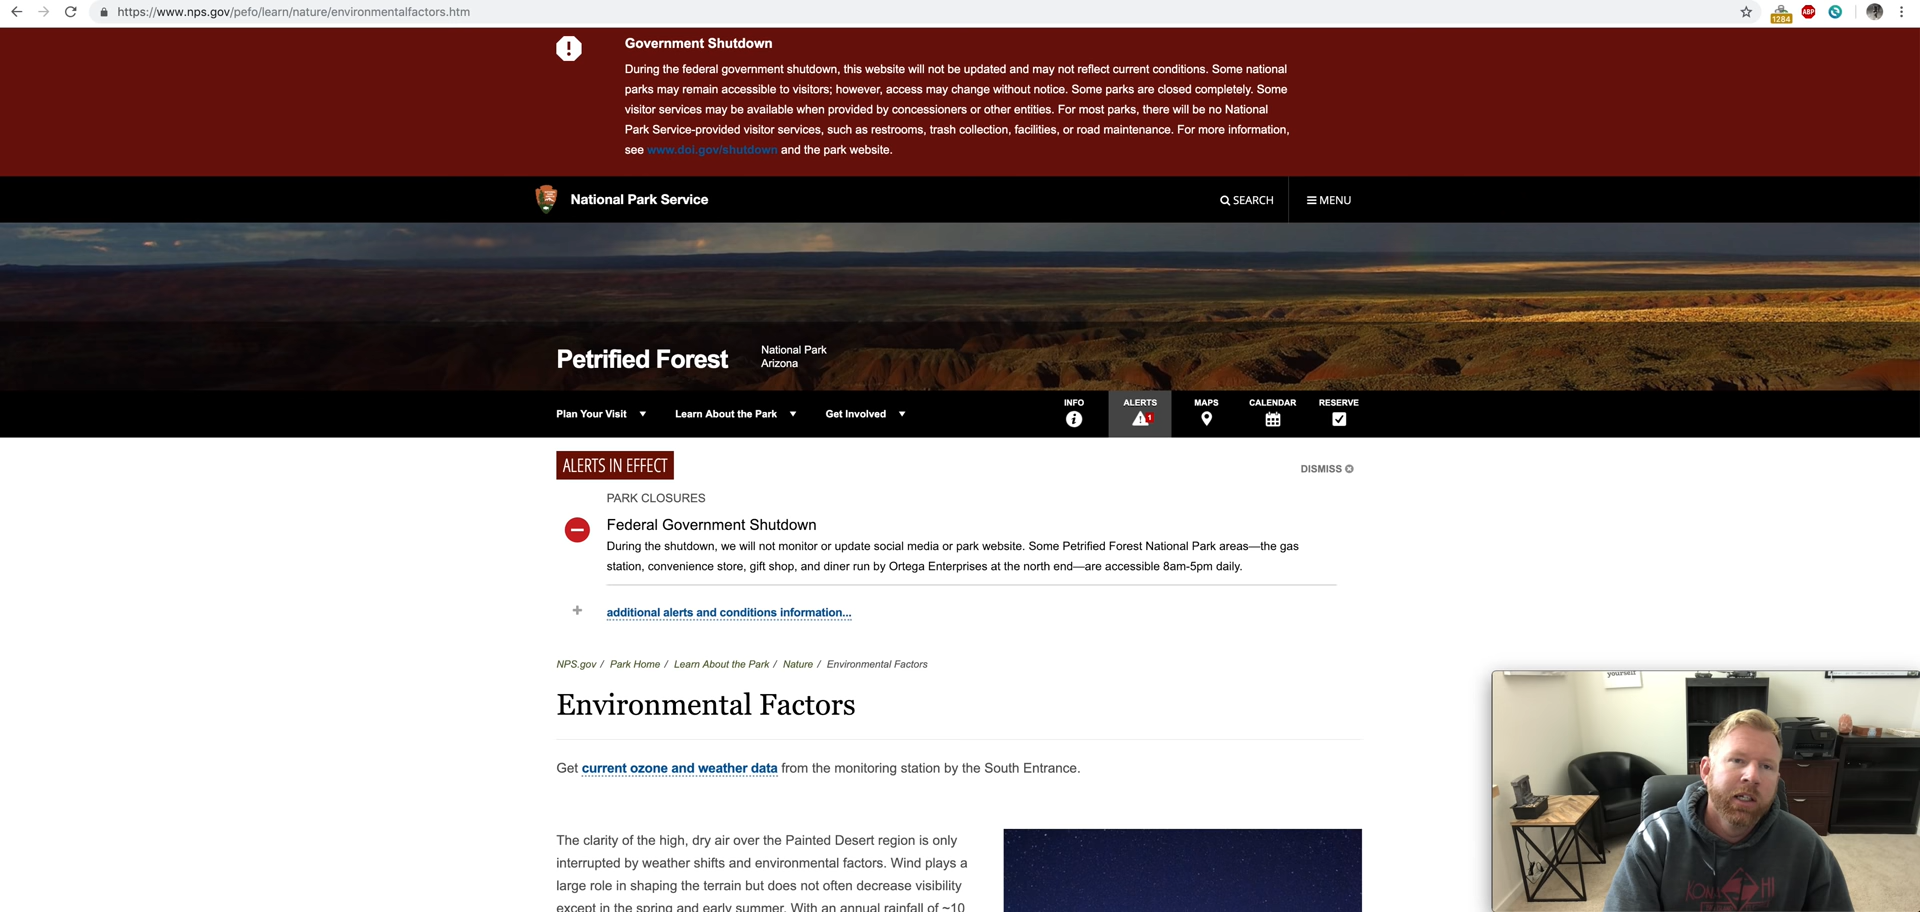 https://www.nps.gov/pefo/learn/nature/environmentalfactors.htm
1284
ABP
Government Shutdown
During the federal government shutdown, this website will not be updated and may not reflect current conditions. Some national
parks may remain accessible to visitors; however, access may change without notice. Some parks are closed completely. Some
visitor services may be available when provided by concessioners or other entities. For most parks, there will be no National
Park Service-provided visitor services, such as restrooms, trash collection, facilities, or road maintenance. For more information,
see www.doi.gov/shutdown and the park website.
National Park Service
SEARCH
MENU
Petrified Forest
National Park
Arizona
Plan Your Visit
Learn About the Park
Get Involved
INFO
ALERTS
1
MAPS
CALENDAR
RESERVE
ALERTS IN EFFECT
DISMISS
PARK CLOSURES
Federal Government Shutdown
During the shutdown, we will not monitor or update social media or park website. Some Petrified Forest National Park areas—the gas
station, convenience store, gift shop, and diner run by Ortega Enterprises at the north end—are accessible 8am-5pm daily.
additional alerts and conditions information...
NPS.gov / Park Home / Learn About the Park / Nature / Environmental Factors
Environmental Factors
Get current ozone and weather data from the monitoring station by the South Entrance.
The clarity of the high, dry air over the Painted Desert region is only
interrupted by weather shifts and environmental factors. Wind plays a
large role in shaping the terrain but does not often decrease visibility
except in the spring and early summer. With an annual rainfall of ~10
yourself